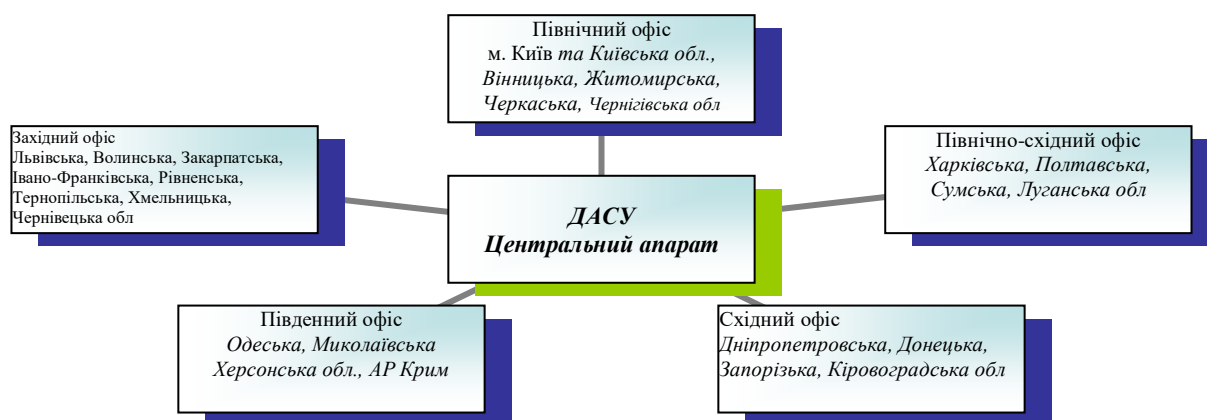 Північний офіс
м. Київ та Київська обл.,
Вінницька, Житомирська,
Черкаська, Чернігівська обл
Західний офіс
Львівська, Волинська, Закарпатська,
Івано-Франківська, Рівненська,
Тернопільська, Хмельницька,
Чернівецька обл
Північно-східний офіс
Харківська, Полтавська,
Сумська, Луганська обл
ДАСУ
Центральний апарат
Південний офіс
Одеська, Миколаївська
Херсонська обл., АР Крим
Східний офіс
Дніпропетровська, Донецька,
Запорізька, Кіровоградська обл